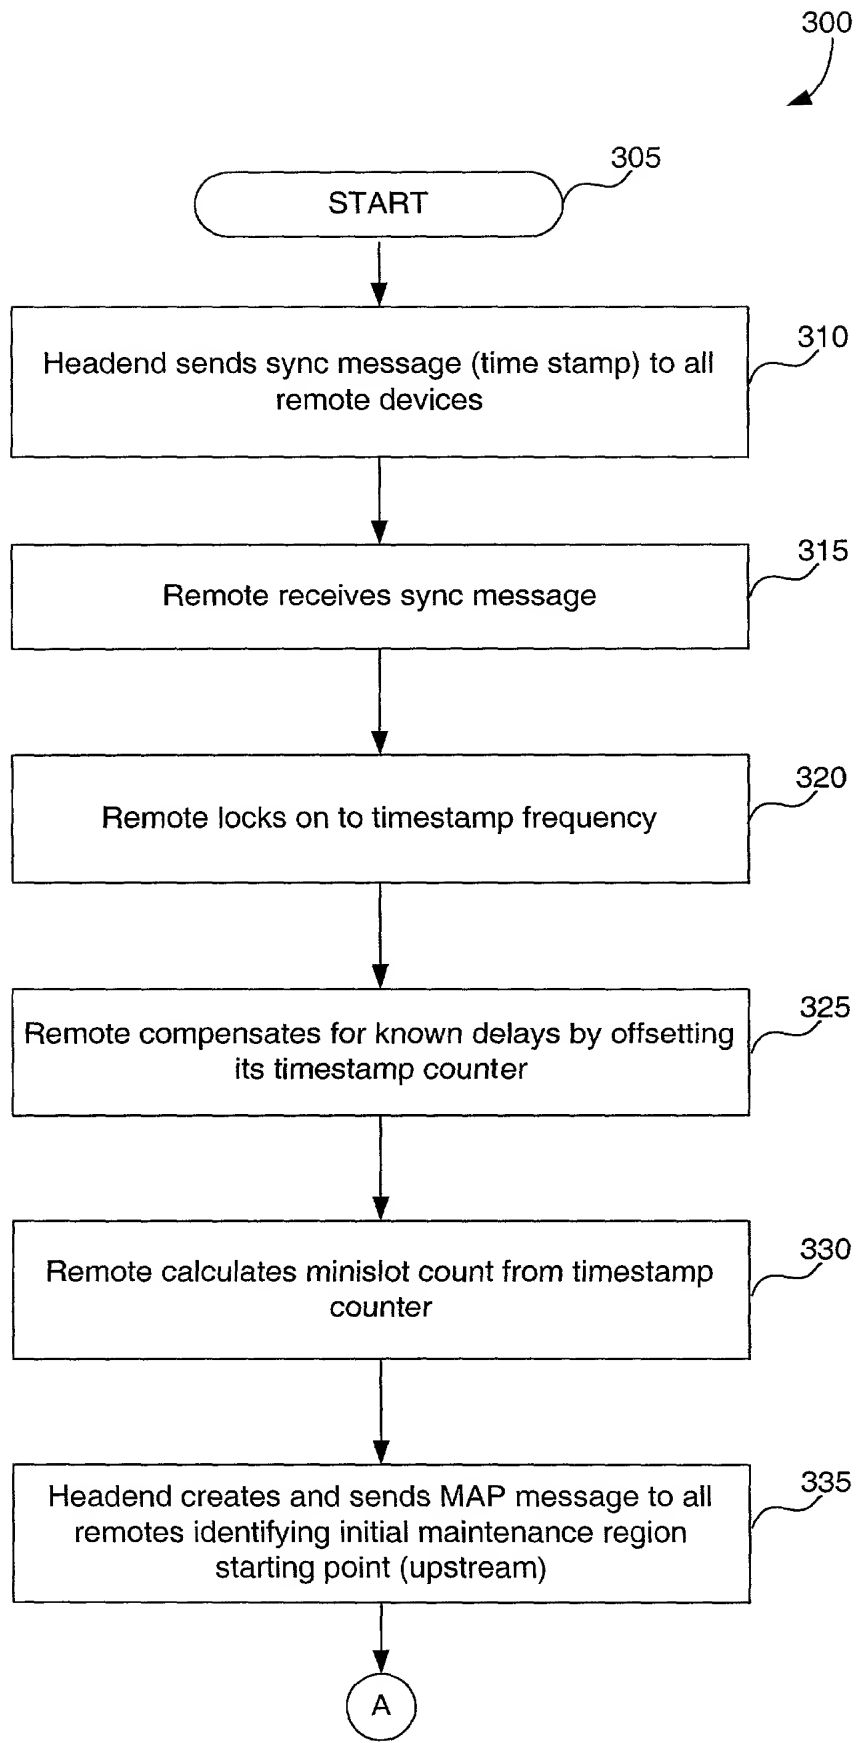 300
305
START
310
Headend sends sync message (time stamp) to all
remote devices
315
Remote receives sync message
320
Remote locks on to timestamp frequency
325
Remote compensates for known delays by offsetting
its timestamp counter
330
Remote calculates minislot count from timestamp
counter
335
Headend creates and sends MAP message to all
remotes identifying initial maintenance region
starting point (upstream)
A